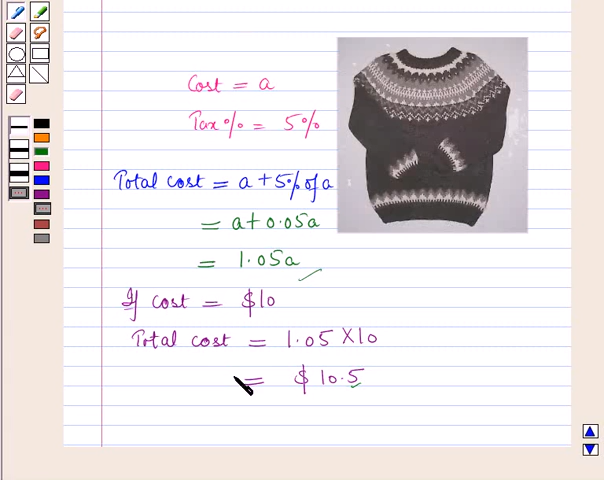 Cost = a
Tax% = 5%
Total cost = a + 5% of a
= a + 0.05a
= 1.05a
If cost = $10
Total cost = 1.05 × 10
= $ 10.5